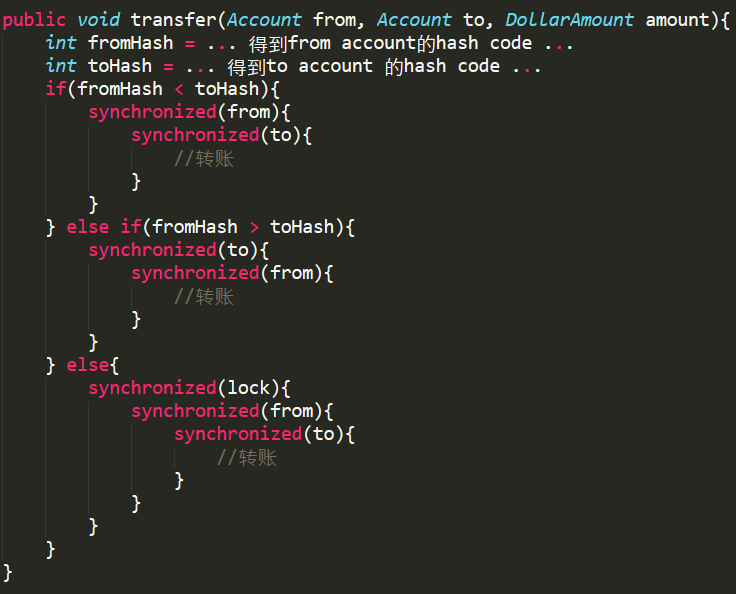 public void transfer(Account from, Account to, DollarAmount amount){
    int fromHash = ... 得到from account的hash code ...
    int toHash = ... 得到to account 的hash code ...
    if(fromHash < toHash){
        synchronized(from){
            synchronized(to){
                //转账
            }
        }
    } else if(fromHash > toHash){
        synchronized(to){
            synchronized(from){
                //转账
            }
        }
    } else{
        synchronized(lock){
            synchronized(from){
                synchronized(to){
                    //转账
                }
            }
        }
    }
}